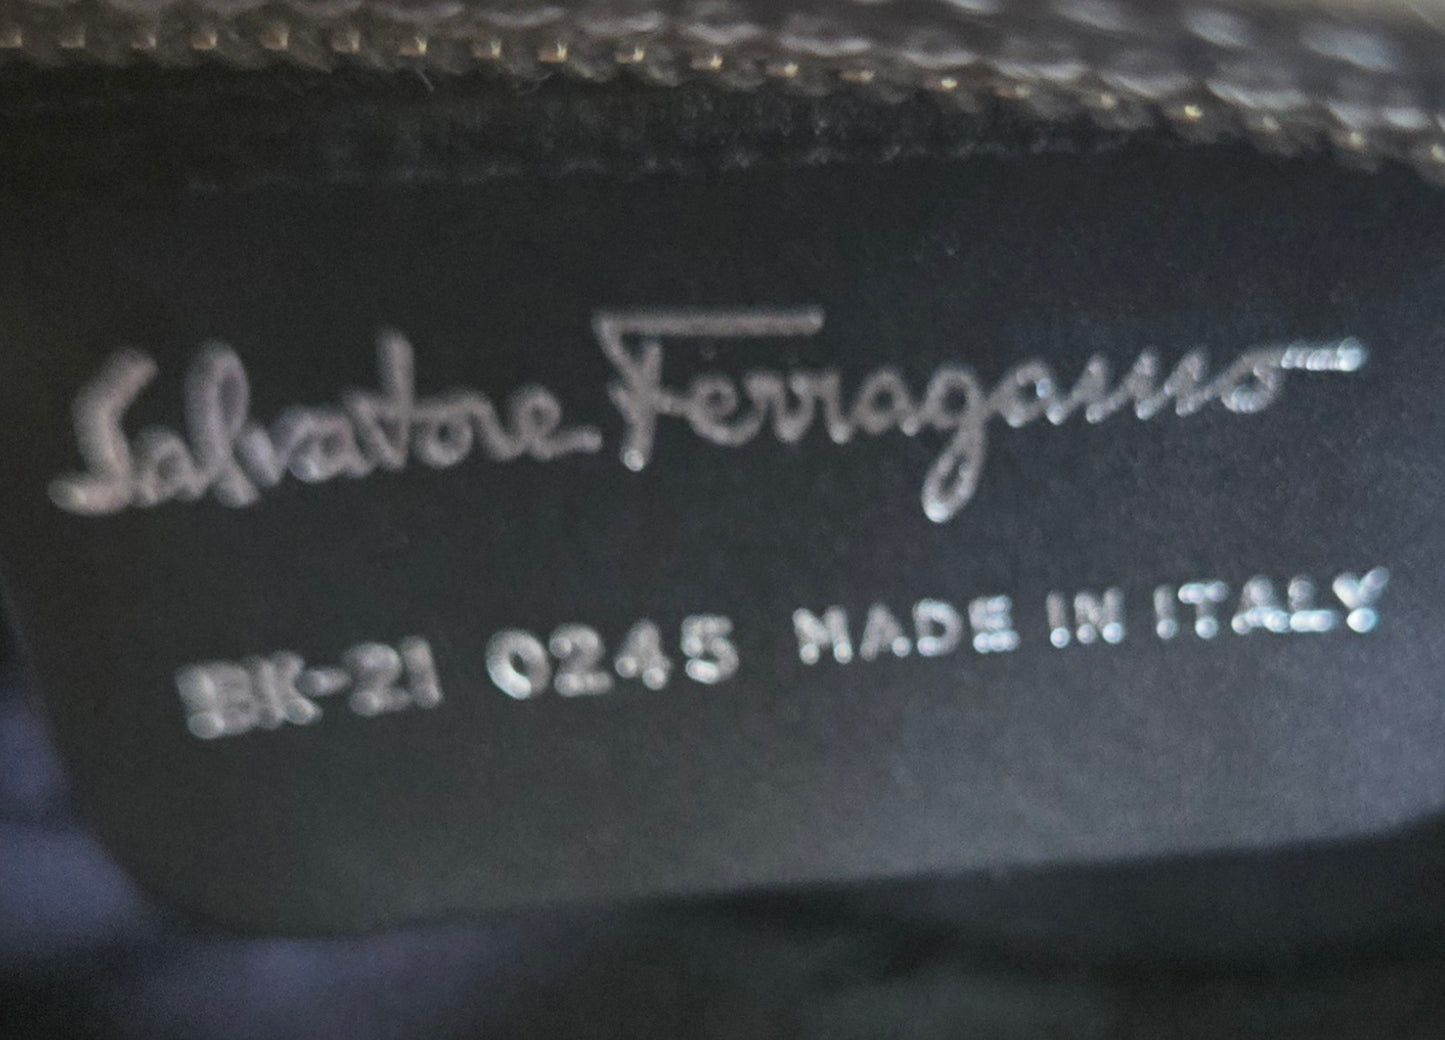 Salvatore Ferragamo
BK-21 0245 MADE IN ITALY